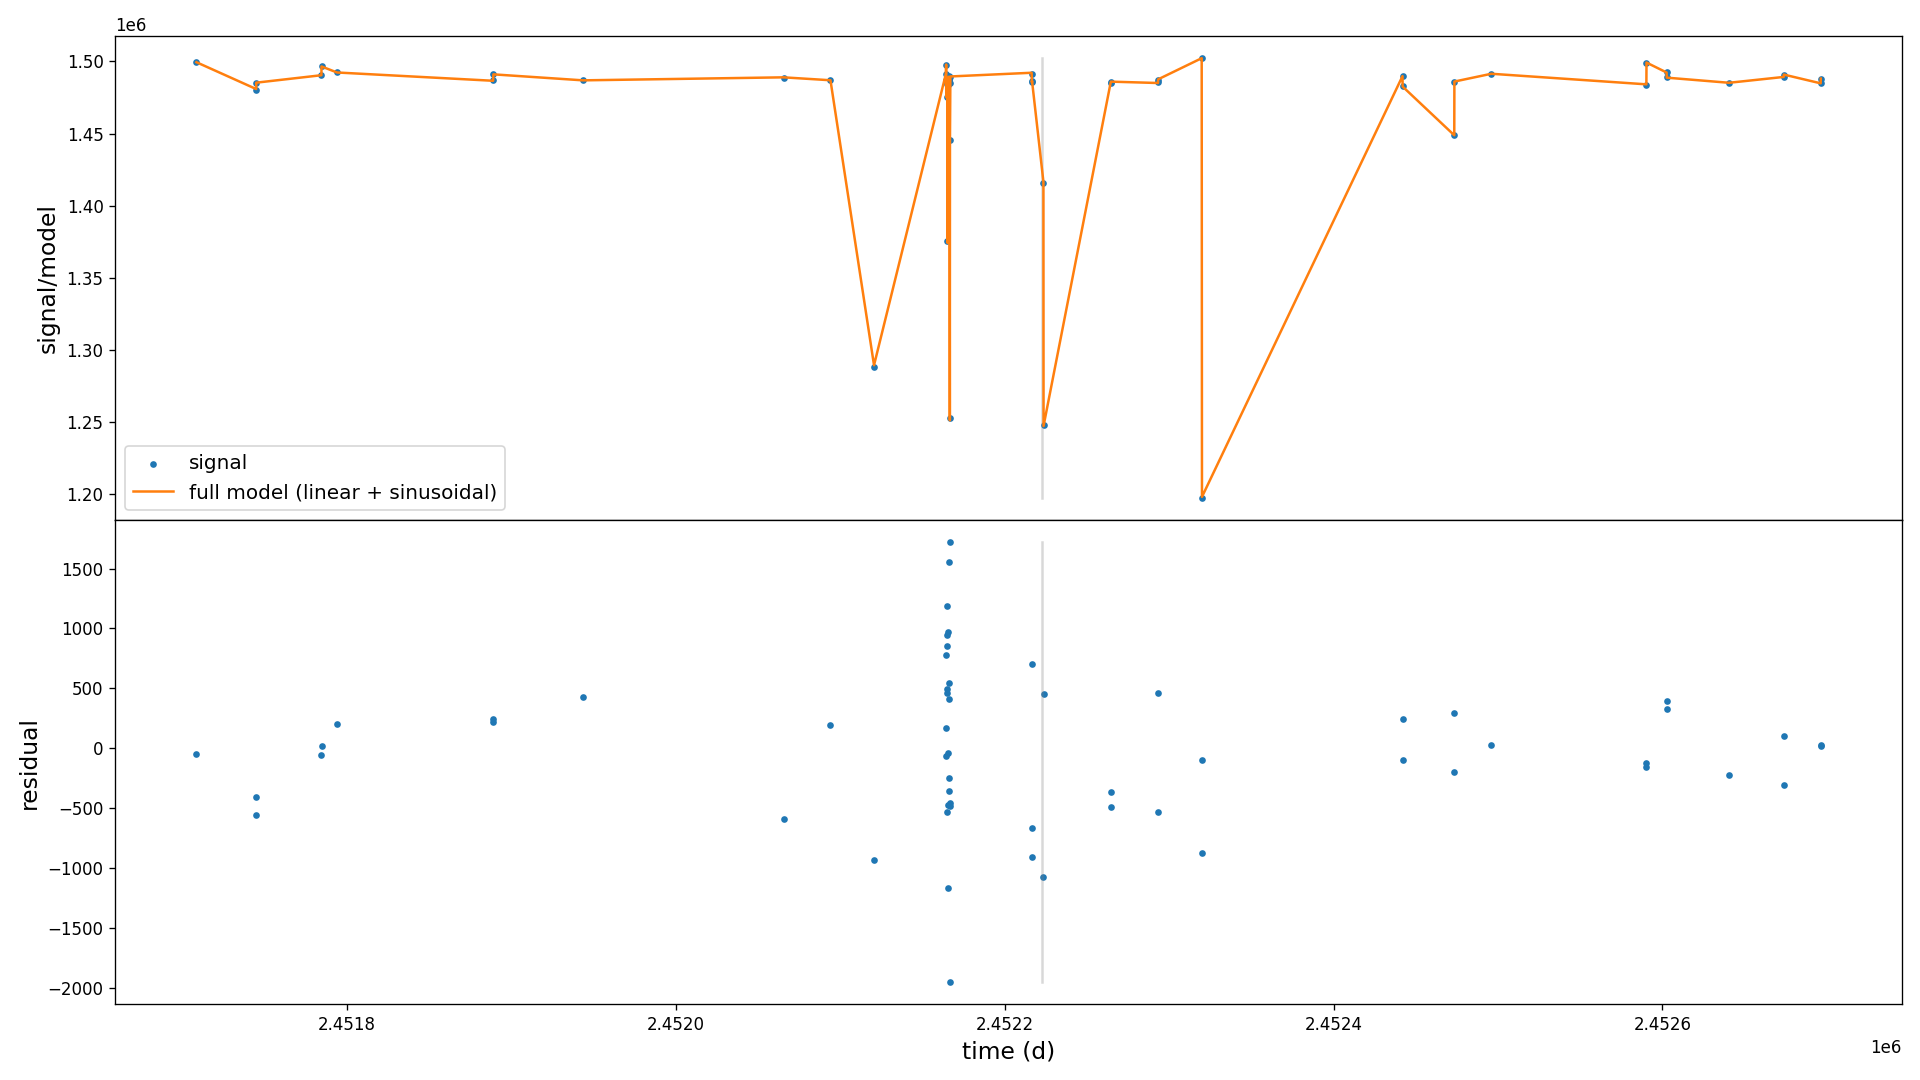 1e6
1.50
1.45
1.40
1.35
1.30
1.25
1.20
signal/model
signal
full model (linear + sinusoidal)
1500
1000
500
0
−500
−1000
−1500
−2000
residual
2.4518 2.4520 2.4522 2.4524 2.4526
time (d)
1e6